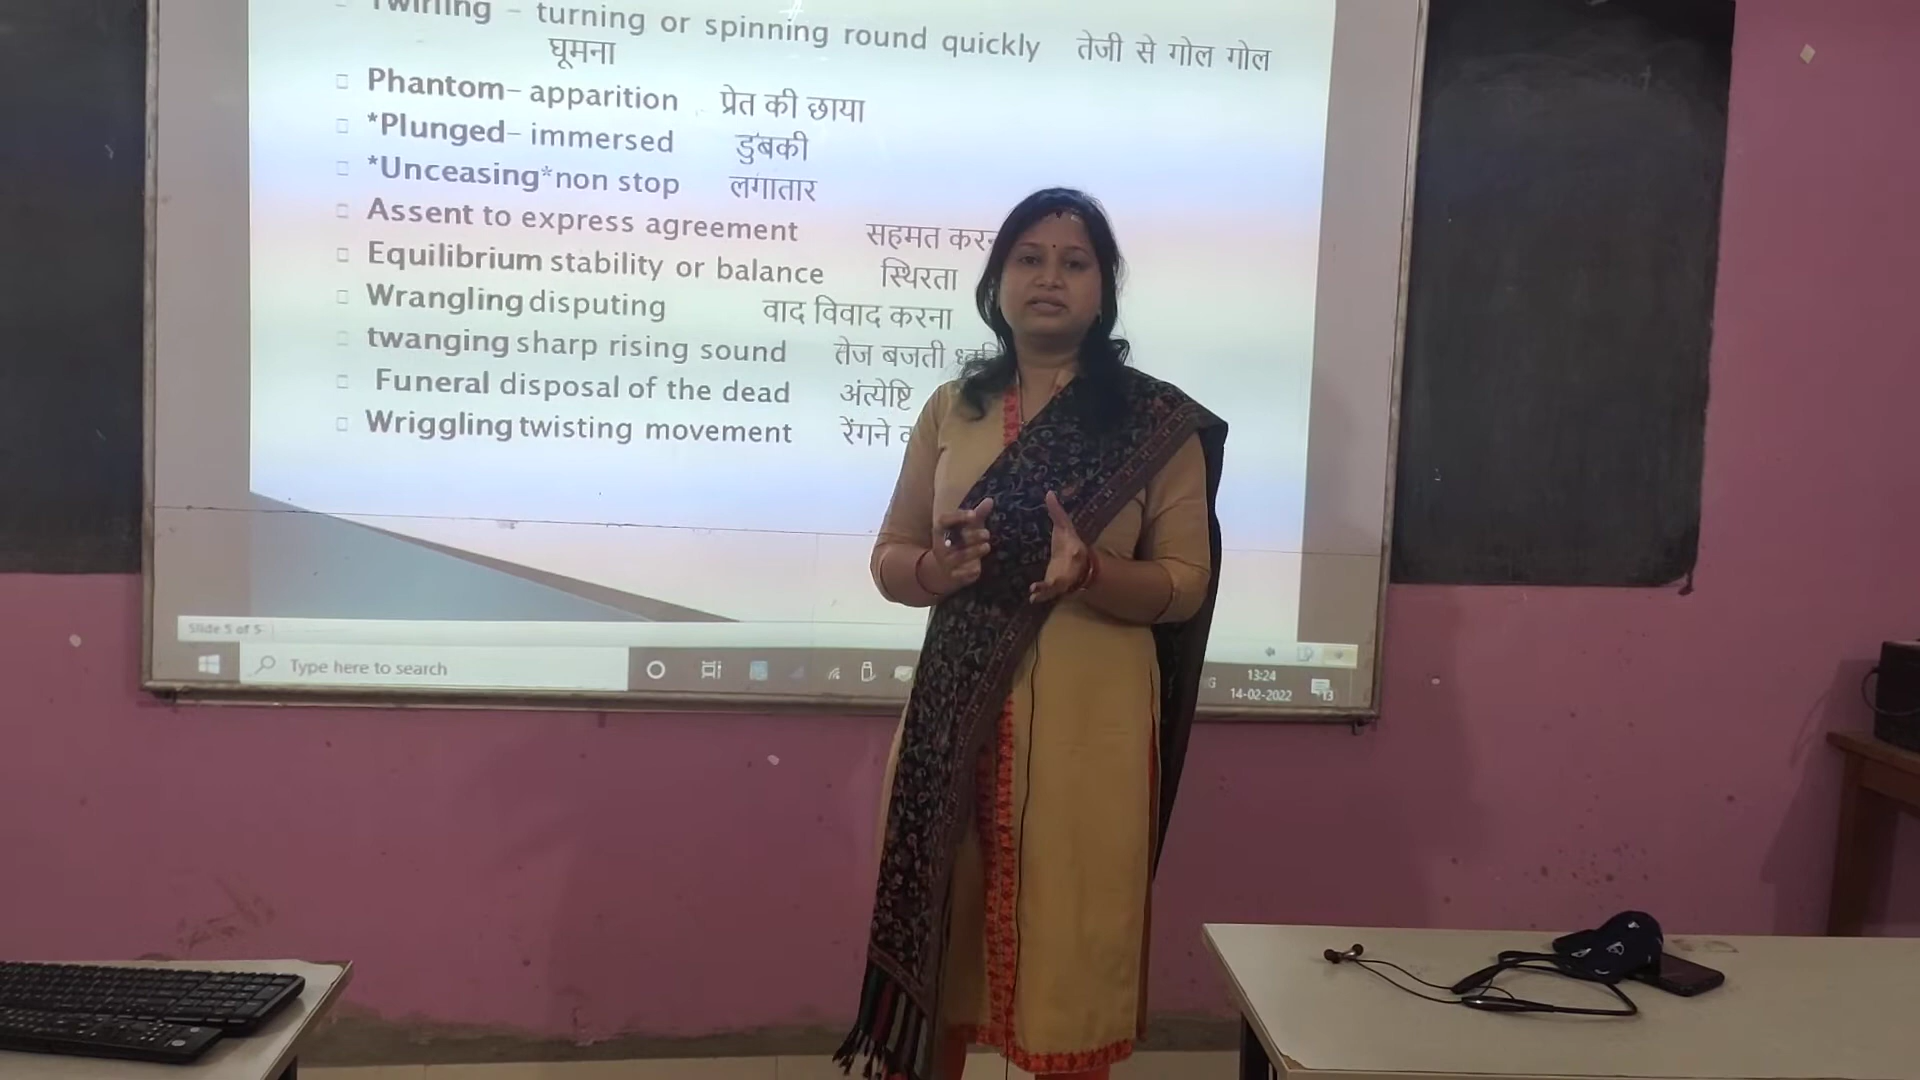 Twirling – turning or spinning round quickly तेजी से गोल गोल
घूमना
Phantom– apparition प्रेत की छाया
*Plunged– immersed डुबकी
*Unceasing*non stop लगातार
Assent to express agreement सहमत
Equilibrium stability or balance स्थिरता
Wrangling disputing वाद विवाद करना
twanging sharp rising sound तेज बजती
Funeral disposal of the dead अंत्येष्टि
Wriggling twisting movement रेंगने
Slide 5 of 5
Type here to search
13:24
14-02-2022
13